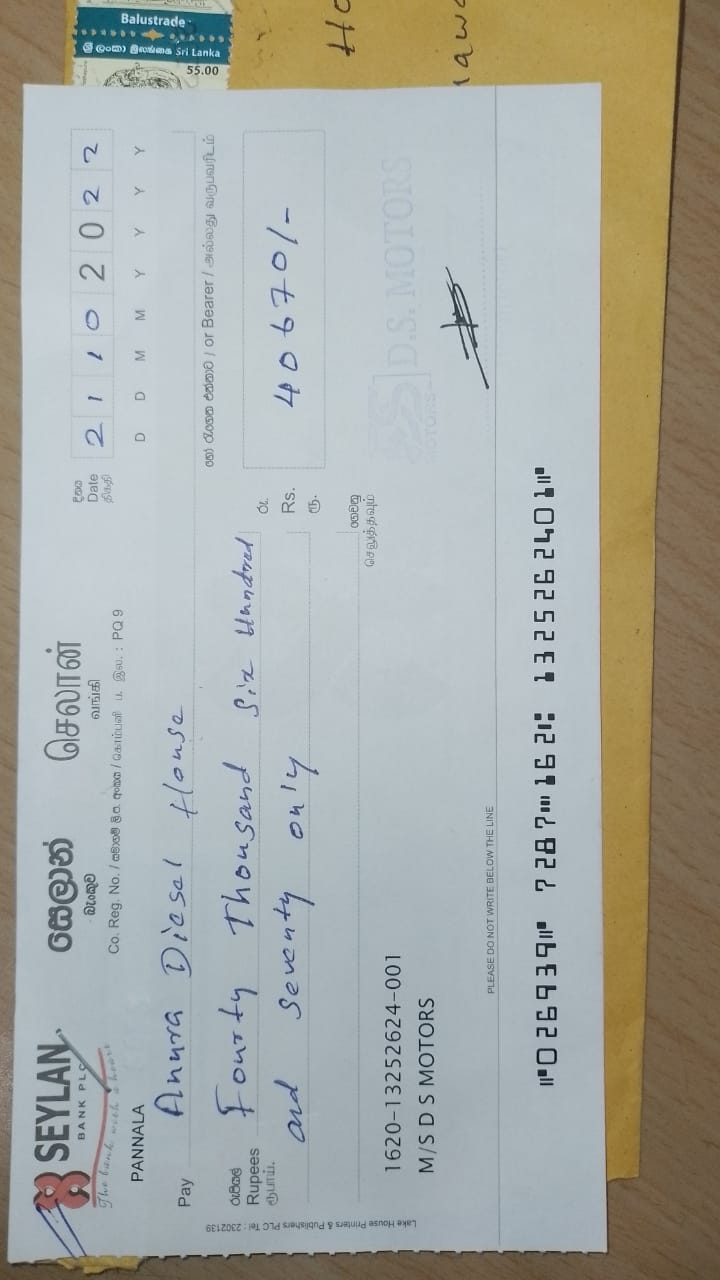 SEYLAN
BANK PLC
The bank with a heart
සෙලාන්
බැංකුව
செலான்
வங்கி
PANNALA
Co. Reg. No. / සමාගම් ලි.ප. අංකය / கொம்பனி ப. இல. : PQ 9
දිනය
Date
திகதி
2 1 1 0 2 0 2 2
D D M M Y Y Y Y
Pay Anura Diesel House
හෝ රැගෙන එන්නාට / or Bearer / அல்லது வருபவரிடம்
රුපියල්
Rupees
ரூபாய்.
Fourty Thousand Six Hundred
and Seventy only
රු.
Rs.
ரூ.
40670/-
ගෙවනු
செலுத்தவும்
1620-13252624-001
M/S D S MOTORS
D.S. MOTORS
MOTORS
PLEASE DO NOT WRITE BELOW THE LINE
⑈026939⑈ 7287⑉162⑆ 1325262401⑈
Lake House Printers & Publishers PLC Tel : 2302139
Balustrade
ශ්‍රී ලංකා இலங்கை Sri Lanka
55.00